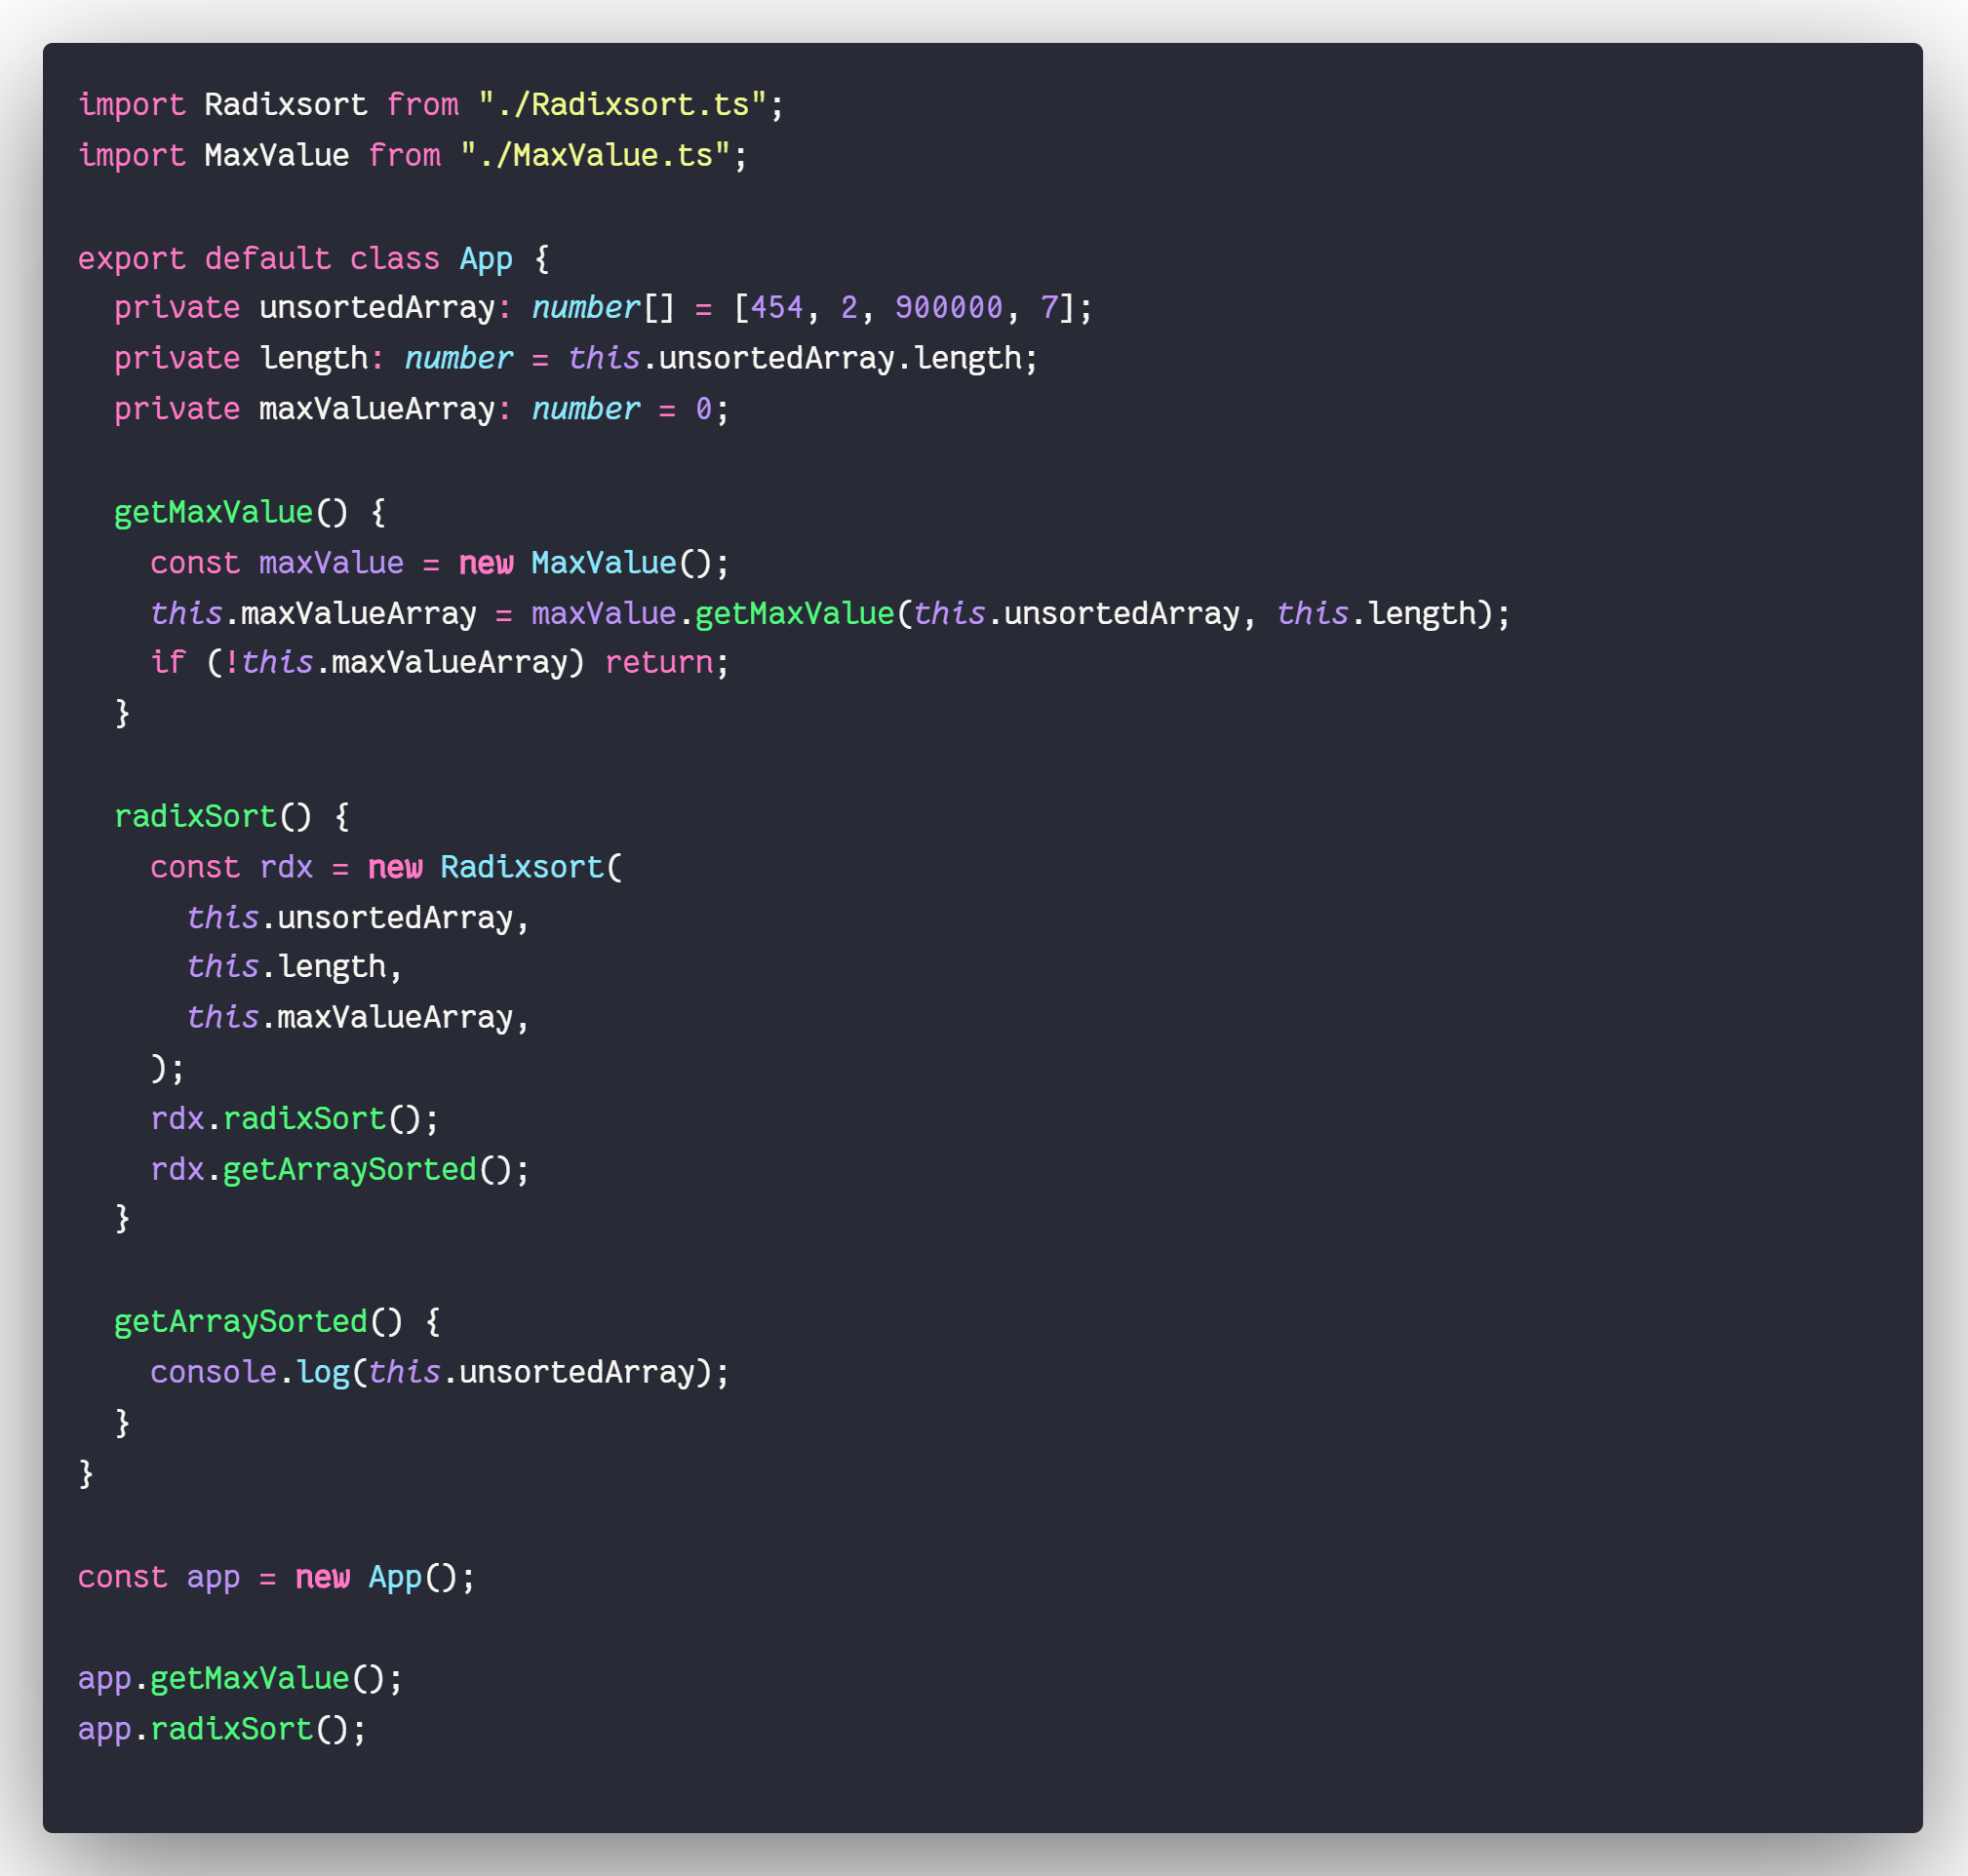 import Radixsort from "./Radixsort.ts";
import MaxValue from "./MaxValue.ts";

export default class App {
  private unsortedArray: number[] = [454, 2, 900000, 7];
  private length: number = this.unsortedArray.length;
  private maxValueArray: number = 0;

  getMaxValue() {
    const maxValue = new MaxValue();
    this.maxValueArray = maxValue.getMaxValue(this.unsortedArray, this.length);
    if (!this.maxValueArray) return;
  }

  radixSort() {
    const rdx = new Radixsort(
      this.unsortedArray,
      this.length,
      this.maxValueArray,
    );
    rdx.radixSort();
    rdx.getArraySorted();
  }

  getArraySorted() {
    console.log(this.unsortedArray);
  }
}

const app = new App();

app.getMaxValue();
app.radixSort();